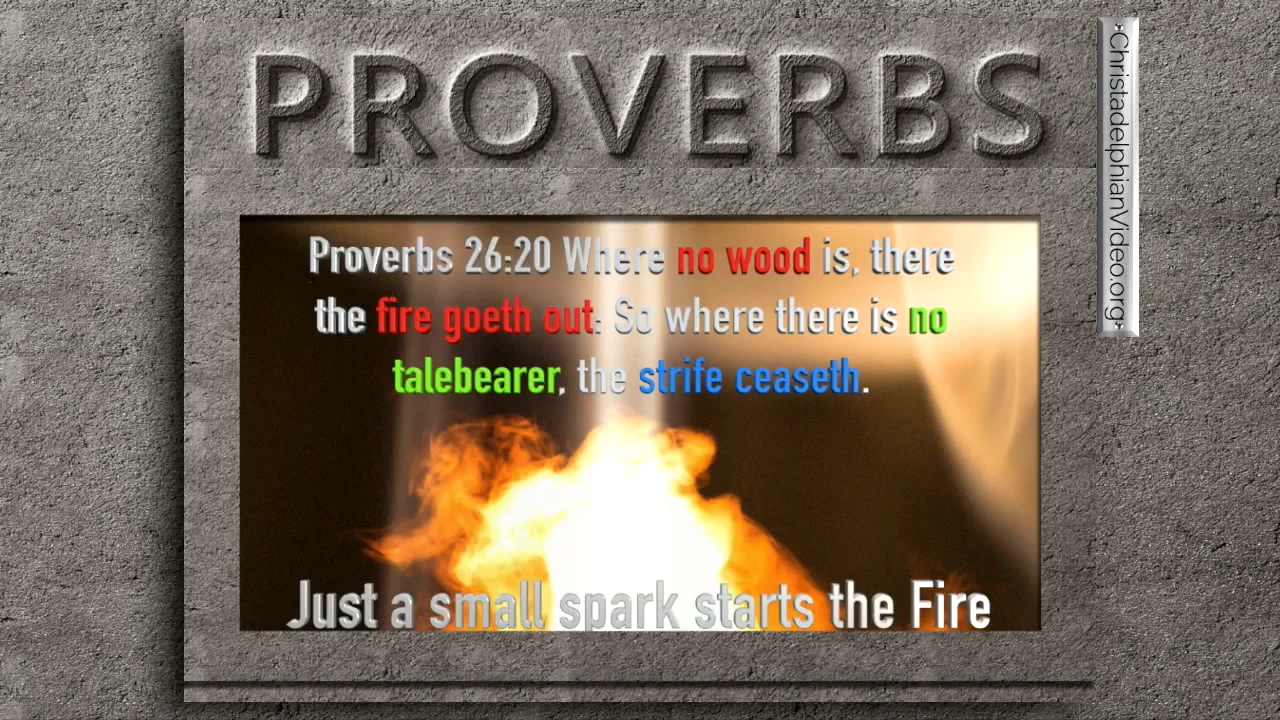 PROVERBS
ChristadelphianVideo.org
Proverbs 26:20 Where no wood is, there
the fire goeth out: So where there is no
talebearer, the strife ceaseth.
Just a small spark starts the Fire